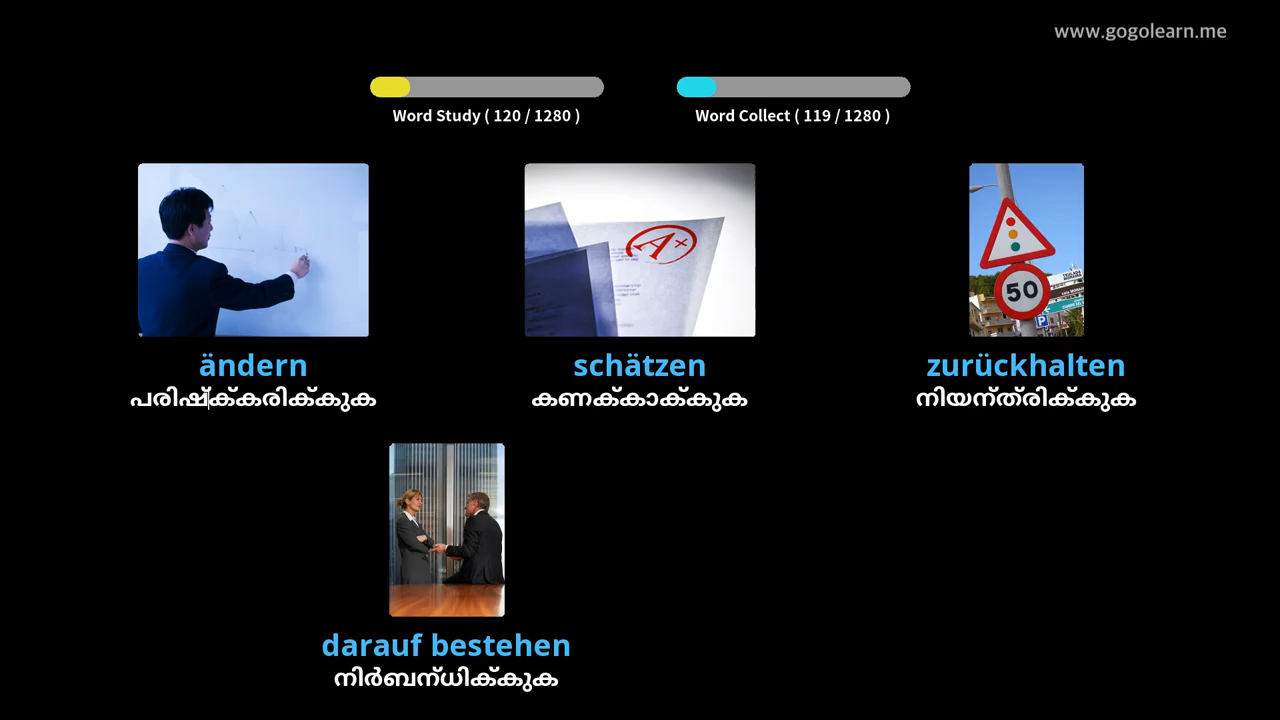 www.gogolearn.me
Word Study ( 120 / 1280 )
Word Collect ( 119 / 1280 )
A+
50
P
ändern
schätzen
zurückhalten
പരിഷ്ക്കരിക്കുക
കണക്കാക്കുക
നിയന്ത്രിക്കുക
darauf bestehen
നിർബന്ധിക്കുക